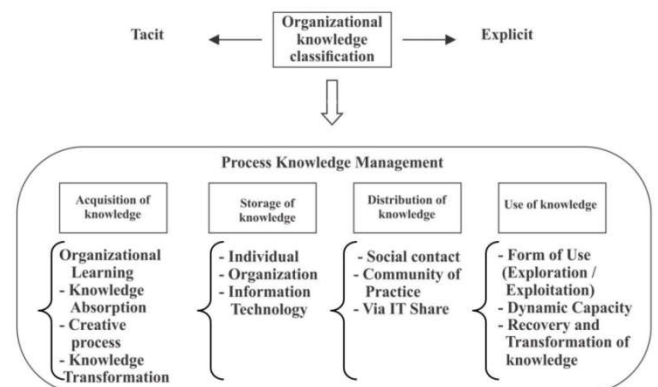 Tacit
Organizational
knowledge
classification
Explicit
Process Knowledge Management
Acquisition of
knowledge
Storage of
knowledge
Distribution of
knowledge
Use of knowledge
Organizational
Learning
- Knowledge
Absorption
- Creative
process
- Knowledge
Transformation
- Individual
- Organization
- Information
Technology
- Social contact
- Community of
Practice
- Via IT Share
- Form of Use
(Exploration /
Exploitation)
- Dynamic Capacity
- Recovery and
Transformation of
knowledge